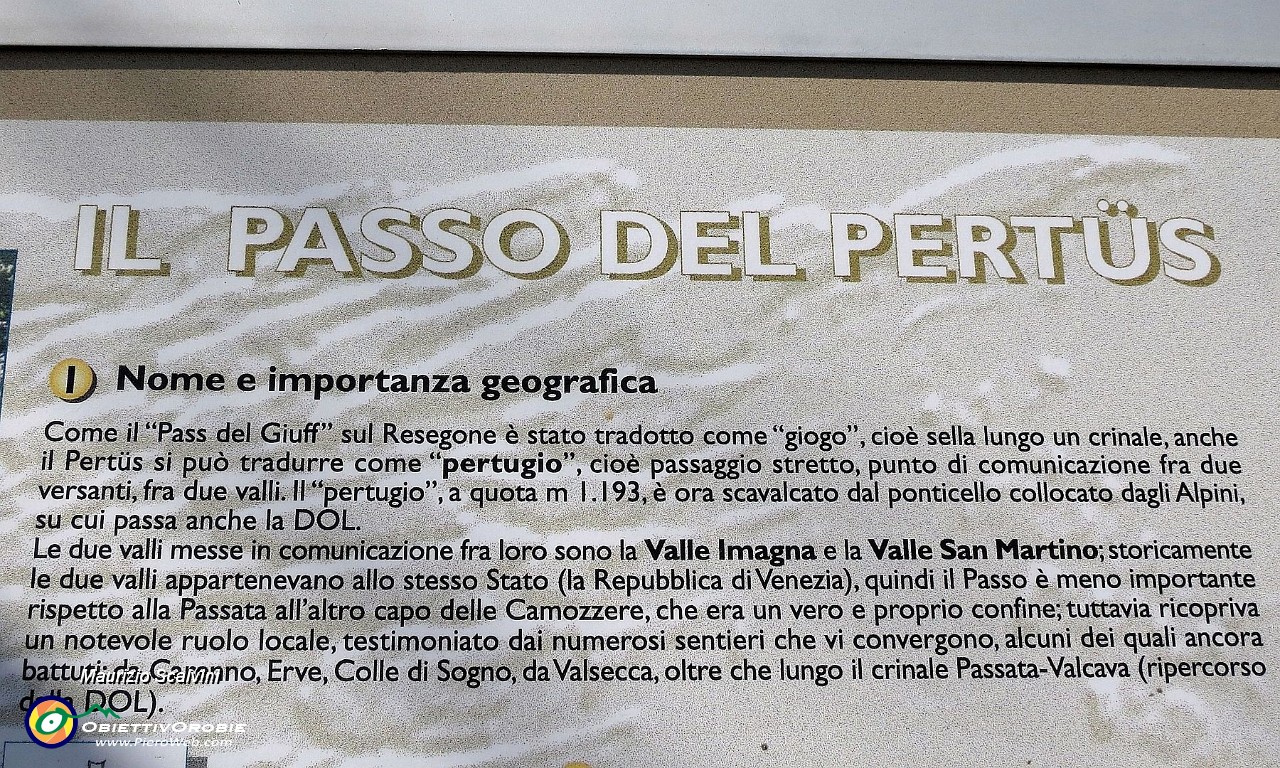 IL PASSO DEL PERTÜS
1 Nome e importanza geografica
Come il “Pass del Giuff” sul Resegone è stato tradotto come “giogo”, cioè sella lungo un crinale, anche
il Pertüs si può tradurre come “pertugio”, cioè passaggio stretto, punto di comunicazione fra due
versanti, fra due valli. Il “pertugio”, a quota m 1.193, è ora scavalcato dal ponticello collocato dagli Alpini,
su cui passa anche la DOL.
Le due valli messe in comunicazione fra loro sono la Valle Imagna e la Valle San Martino; storicamente
le due valli appartenevano allo stesso Stato (la Repubblica di Venezia), quindi il Passo è meno importante
rispetto alla Passata all'altro capo delle Camozzere, che era un vero e proprio confine; tuttavia ricopriva
un notevole ruolo locale, testimoniato dai numerosi sentieri che vi convergono, alcuni dei quali ancora
battuti: da Carenno, Erve, Colle di Sogno, da Valsecca, oltre che lungo il crinale Passata-Valcava (ripercorso
dalla DOL).
Maurizio Scalvini
OBIETTIVOROBIE
www.PieroWeb.com